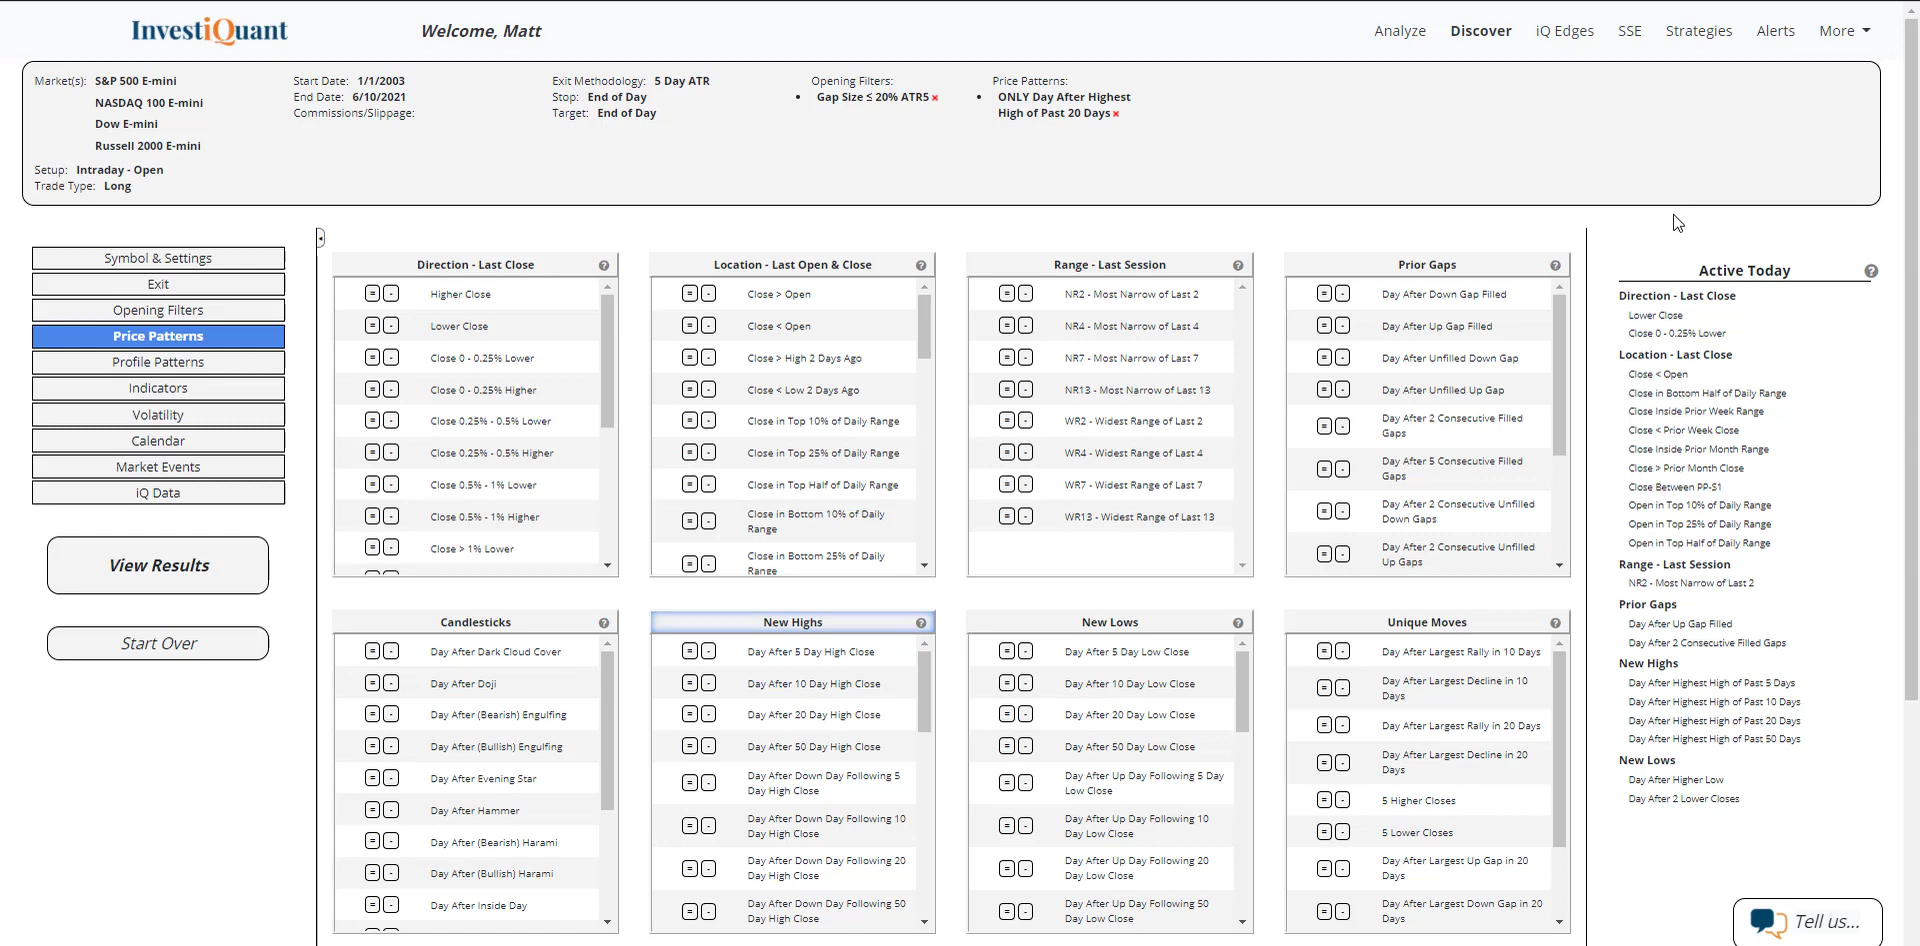 InvestiQuant
Welcome, Matt
Analyze Discover iQ Edges SSE Strategies Alerts More
Market(s): S&P 500 E-mini
NASDAQ 100 E-mini
Dow E-mini
Russell 2000 E-mini
Setup: Intraday - Open
Trade Type: Long
Start Date: 1/1/2003
End Date: 6/10/2021
Commissions/Slippage:
Exit Methodology: 5 Day ATR
Stop: End of Day
Target: End of Day
Opening Filters:
• Gap Size ≤ 20% ATR5 ×
Price Patterns:
• ONLY Day After Highest
High of Past 20 Days ×
Symbol & Settings
Exit
Opening Filters
Price Patterns
Profile Patterns
Indicators
Volatility
Calendar
Market Events
iQ Data
View Results
Start Over
Direction - Last Close ?
= - Higher Close
= - Lower Close
= - Close 0 - 0.25% Lower
= - Close 0 - 0.25% Higher
= - Close 0.25% - 0.5% Lower
= - Close 0.25% - 0.5% Higher
= - Close 0.5% - 1% Lower
= - Close 0.5% - 1% Higher
= - Close > 1% Lower
Location - Last Open & Close ?
= - Close > Open
= - Close < Open
= - Close > High 2 Days Ago
= - Close < Low 2 Days Ago
= - Close in Top 10% of Daily Range
= - Close in Top 25% of Daily Range
= - Close in Top Half of Daily Range
= - Close in Bottom 10% of Daily
Range
= - Close in Bottom 25% of Daily
Range
Range - Last Session ?
= - NR2 - Most Narrow of Last 2
= - NR4 - Most Narrow of Last 4
= - NR7 - Most Narrow of Last 7
= - NR13 - Most Narrow of Last 13
= - WR2 - Widest Range of Last 2
= - WR4 - Widest Range of Last 4
= - WR7 - Widest Range of Last 7
= - WR13 - Widest Range of Last 13
Prior Gaps ?
= - Day After Down Gap Filled
= - Day After Up Gap Filled
= - Day After Unfilled Down Gap
= - Day After Unfilled Up Gap
= - Day After 2 Consecutive Filled
Gaps
= - Day After 5 Consecutive Filled
Gaps
= - Day After 2 Consecutive Unfilled
Down Gaps
= - Day After 2 Consecutive Unfilled
Up Gaps
Candlesticks ?
= - Day After Dark Cloud Cover
= - Day After Doji
= - Day After (Bearish) Engulfing
= - Day After (Bullish) Engulfing
= - Day After Evening Star
= - Day After Hammer
= - Day After (Bearish) Harami
= - Day After (Bullish) Harami
= - Day After Inside Day
New Highs ?
= - Day After 5 Day High Close
= - Day After 10 Day High Close
= - Day After 20 Day High Close
= - Day After 50 Day High Close
= - Day After Down Day Following 5
Day High Close
= - Day After Down Day Following 10
Day High Close
= - Day After Down Day Following 20
Day High Close
= - Day After Down Day Following 50
Day High Close
New Lows ?
= - Day After 5 Day Low Close
= - Day After 10 Day Low Close
= - Day After 20 Day Low Close
= - Day After 50 Day Low Close
= - Day After Up Day Following 5 Day
Low Close
= - Day After Up Day Following 10
Day Low Close
= - Day After Up Day Following 20
Day Low Close
= - Day After Up Day Following 50
Day Low Close
Unique Moves ?
= - Day After Largest Rally in 10 Days
= - Day After Largest Decline in 10
Days
= - Day After Largest Rally in 20 Days
= - Day After Largest Decline in 20
Days
= - 5 Higher Closes
= - 5 Lower Closes
= - Day After Largest Up Gap in 20
Days
= - Day After Largest Down Gap in 20
Days
Active Today ?
Direction - Last Close
Lower Close
Close 0 - 0.25% Lower
Location - Last Close
Close < Open
Close in Bottom Half of Daily Range
Close Inside Prior Week Range
Close < Prior Week Close
Close Inside Prior Month Range
Close > Prior Month Close
Close Between PP-S1
Open in Top 10% of Daily Range
Open in Top 25% of Daily Range
Open in Top Half of Daily Range
Range - Last Session
NR2 - Most Narrow of Last 2
Prior Gaps
Day After Up Gap Filled
Day After 2 Consecutive Filled Gaps
New Highs
Day After Highest High of Past 5 Days
Day After Highest High of Past 10 Days
Day After Highest High of Past 20 Days
Day After Highest High of Past 50 Days
New Lows
Day After Higher Low
Day After 2 Lower Closes
Tell us...